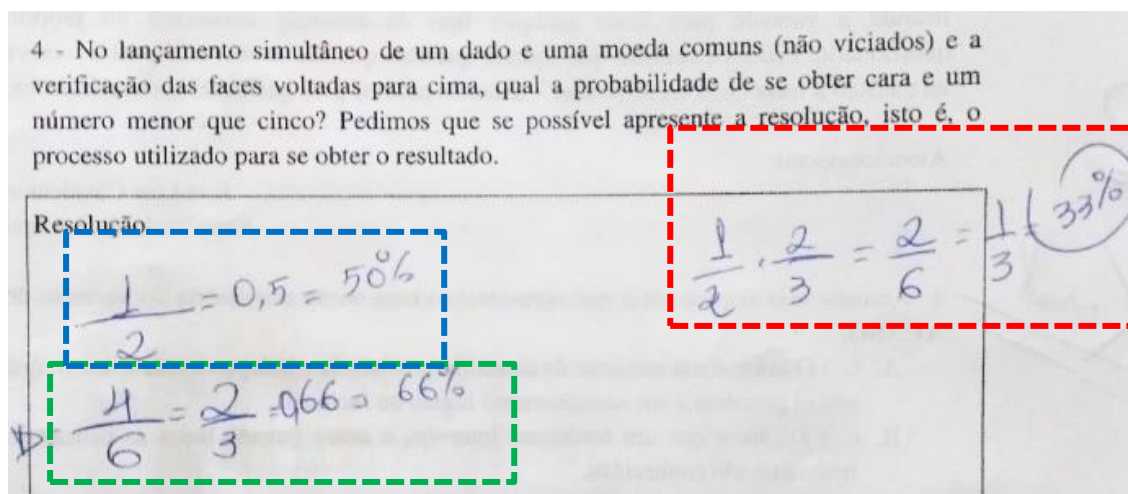 4 - No lançamento simultâneo de um dado e uma moeda comuns (não viciados) e a
verificação das faces voltadas para cima, qual a probabilidade de se obter cara e um
número menor que cinco? Pedimos que se possível apresente a resolução, isto é, o
processo utilizado para se obter o resultado.
Resolução
1/2 = 0,5 = 50%
4/6 = 2/3 = 066 = 66%
1/2 . 2/3 = 2/6 = 1/3 = 33%